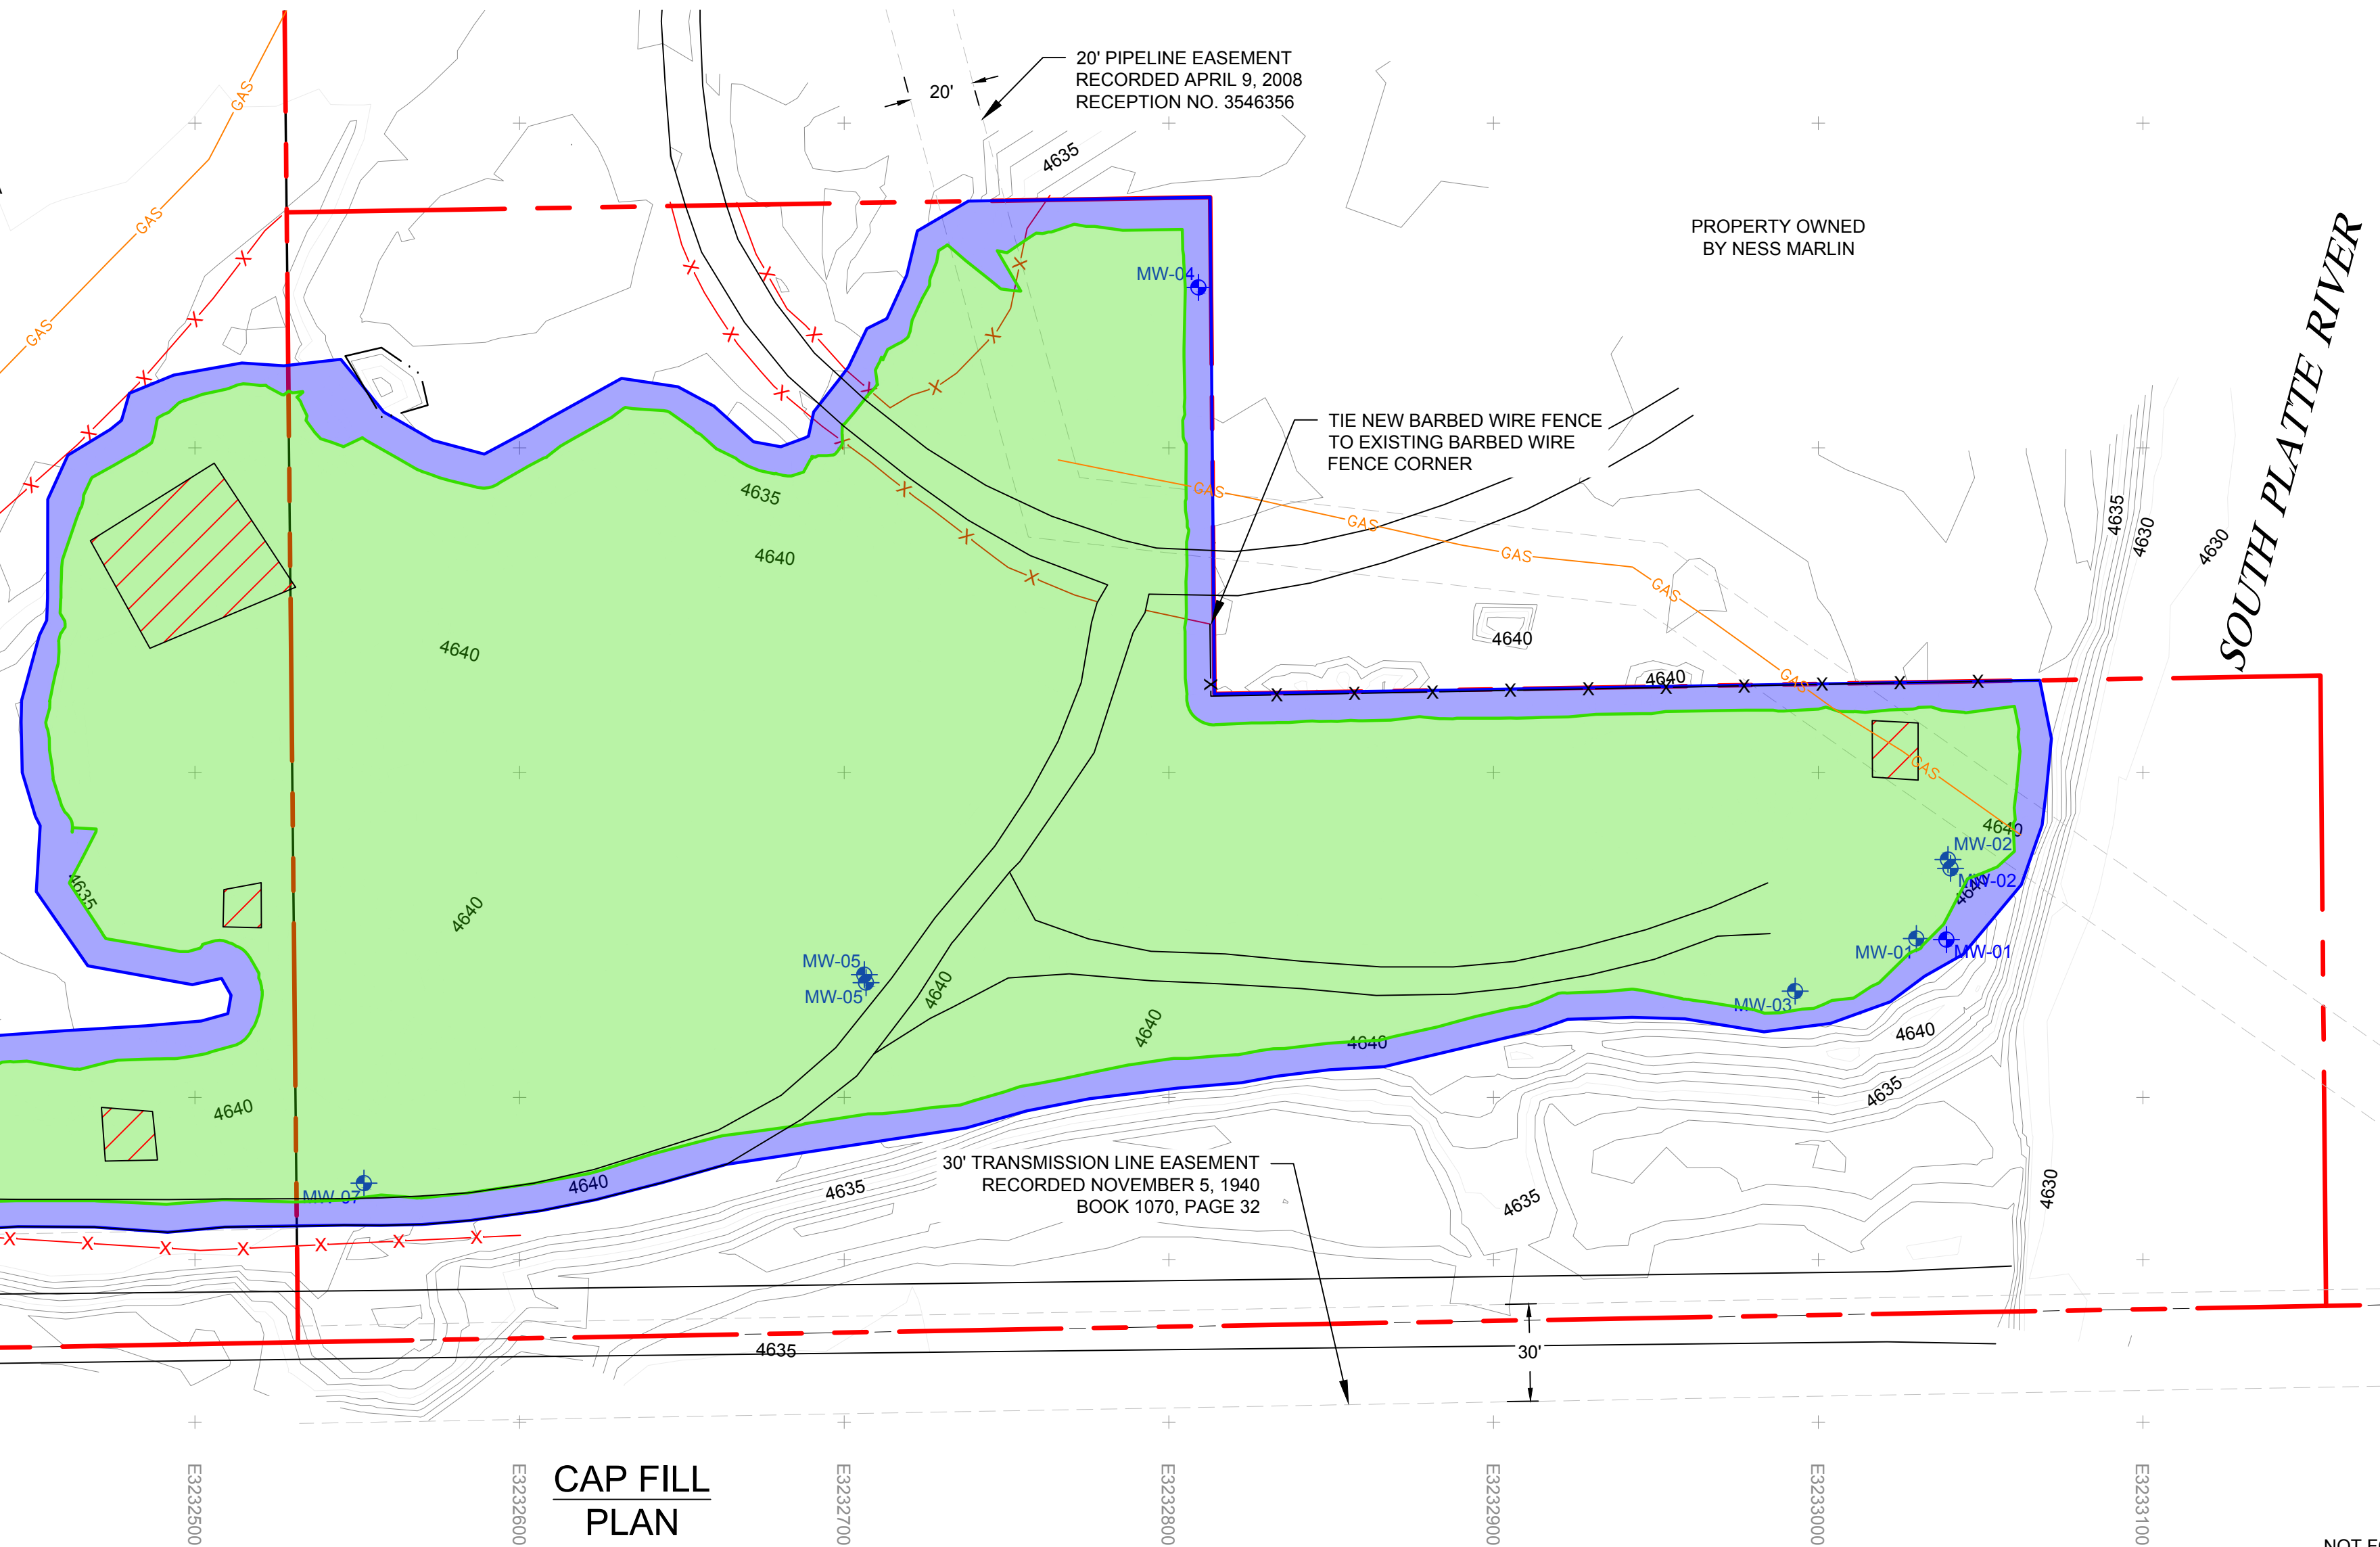 20' PIPELINE EASEMENT
RECORDED APRIL 9, 2008
RECEPTION NO. 3546356
20'
GAS
GAS
GAS
4635
PROPERTY OWNED
BY NESS MARLIN
SOUTH PLATTE RIVER
MW-04
TIE NEW BARBED WIRE FENCE
TO EXISTING BARBED WIRE
FENCE CORNER
4635
4640
GAS
GAS
GAS
GAS
GAS
GAS
4635
4630
4630
4640
4640
4640
4640
MW-02
MW-02
4640
4635
4640
MW-01
MW-01
MW-05
MW-05
4640
MW-03
4640
4640
4640
4635
4640
MW-07
4640
4635
30' TRANSMISSION LINE EASEMENT
RECORDED NOVEMBER 5, 1940
BOOK 1070, PAGE 32
4635
4630
4635
30'
CAP FILL
PLAN
E3232500
E3232600
E3232700
E3232800
E3232900
E3233000
E3233100